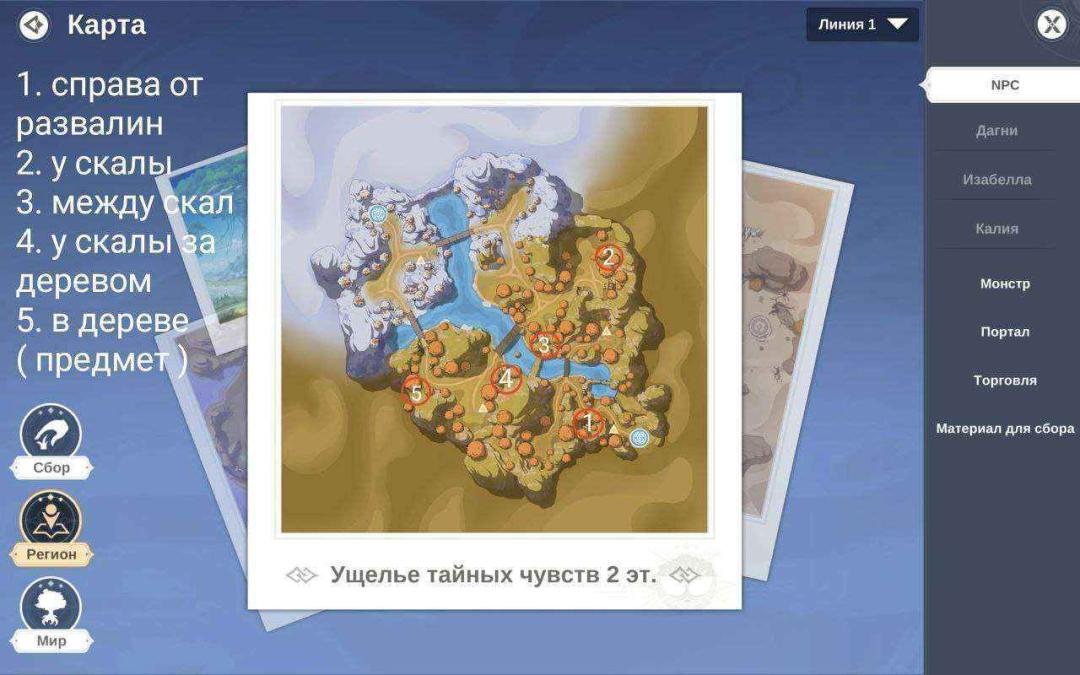 Карта
Линия 1
1. справа от
развалин
2. у скалы
3. между скал
4. у скалы за
деревом
5. в дереве
( предмет )
Сбор
Регион
Мир
2
3
4
5
1
Ущелье тайных чувств 2 эт.
NPC
Дагни
Изабелла
Калия
Монстр
Портал
Торговля
Материал для сбора